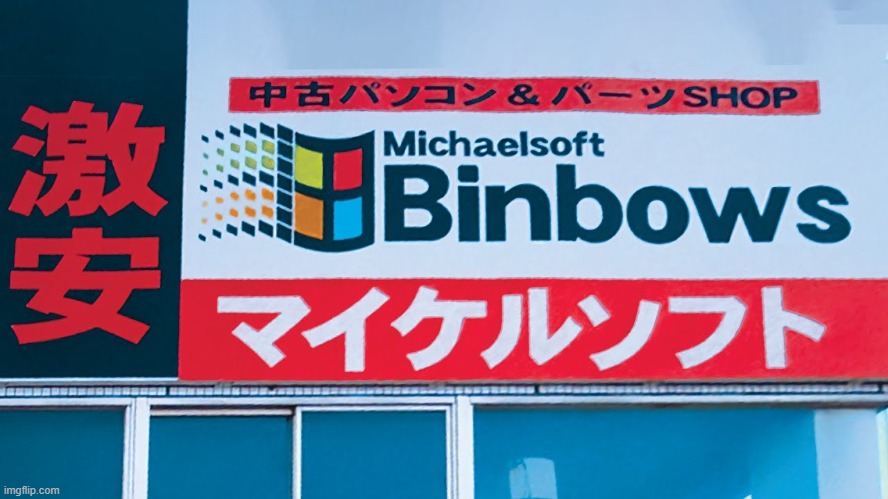 激安
中古パソコン&パーツSHOP
Michaelsoft
Binbows
マイケルソフト
imgflip.com